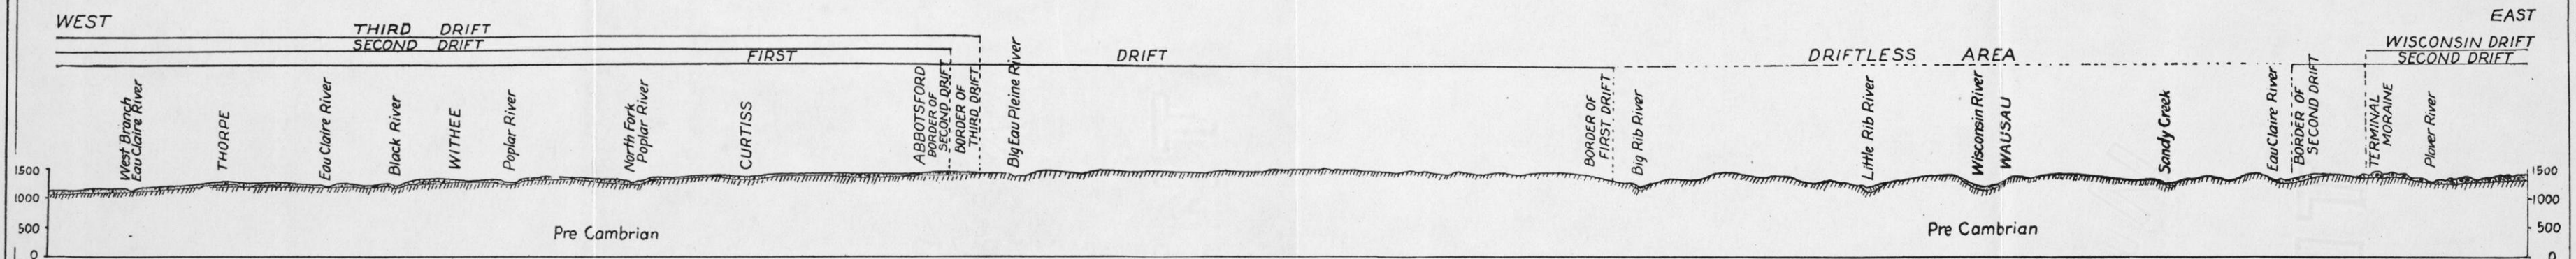 WEST
EAST
THIRD DRIFT
SECOND DRIFT
FIRST DRIFT
DRIFTLESS AREA
WISCONSIN DRIFT
SECOND DRIFT
West Branch
Eau Claire River
THORPE
Eau Claire River
Black River
WITHEE
Poplar River
North Fork
Poplar River
CURTISS
ABBOTSFORD
BORDER OF
SECOND DRIFT
BORDER OF
THIRD DRIFT
Big Eau Pleine River
BORDER OF
FIRST DRIFT
Big Rib River
Little Rib River
Wisconsin River
WAUSAU
Sandy Creek
Eau Claire River
BORDER OF
SECOND DRIFT
TERMINAL
MORAINE
Plover River
1500
1000
500
0
Pre Cambrian
Pre Cambrian
1500
1000
500
0